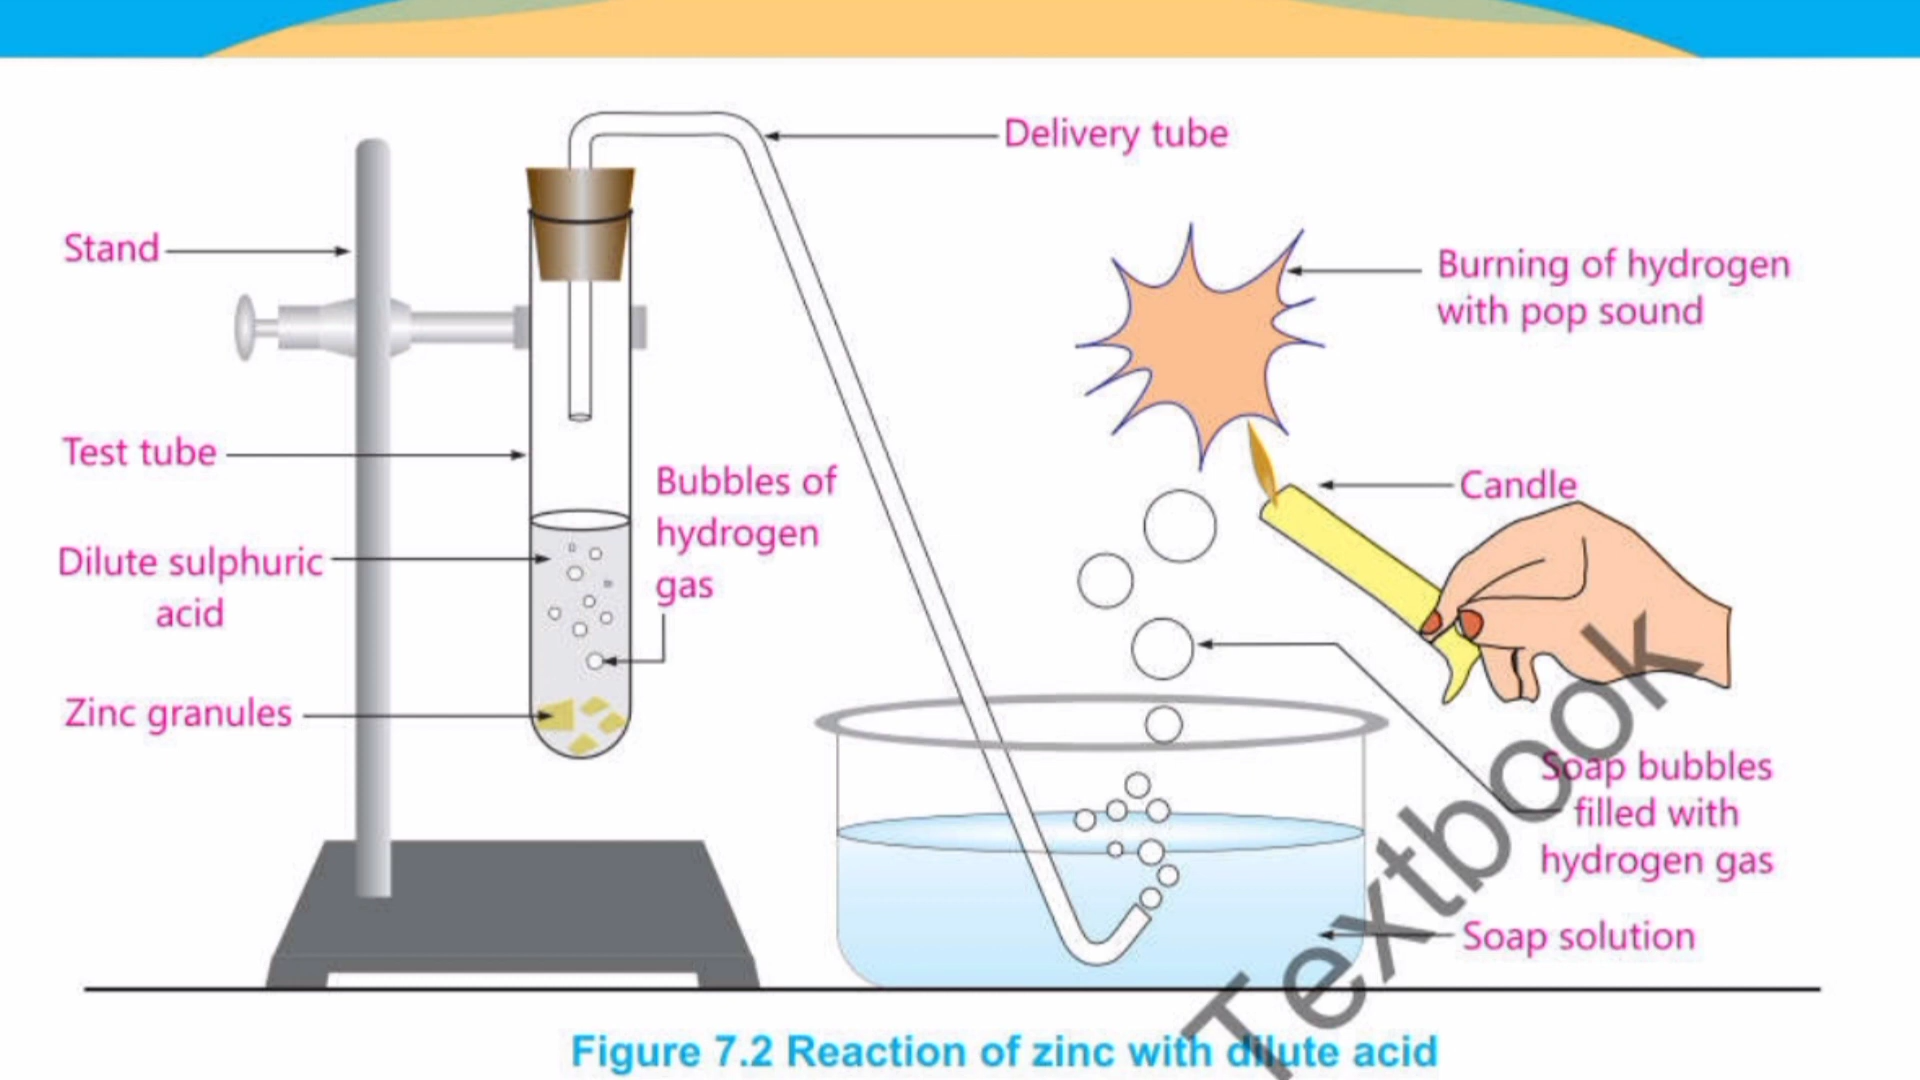 Delivery tube
Stand
Burning of hydrogen
with pop sound
Test tube
Bubbles of
hydrogen
gas
Candle
Dilute sulphuric
acid
Zinc granules
Soap bubbles
filled with
hydrogen gas
Soap solution
Textbook
Figure 7.2 Reaction of zinc with dilute acid